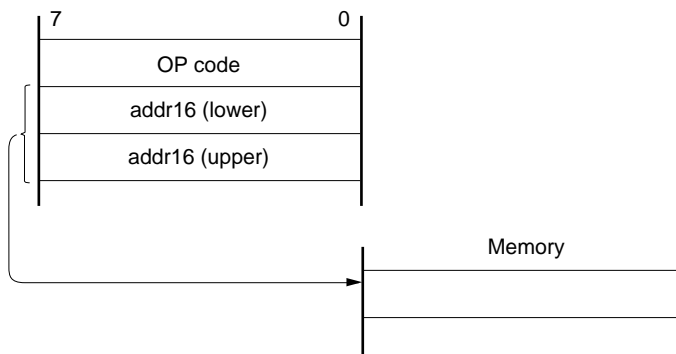 7 0
OP code
addr16 (lower)
addr16 (upper)
Memory